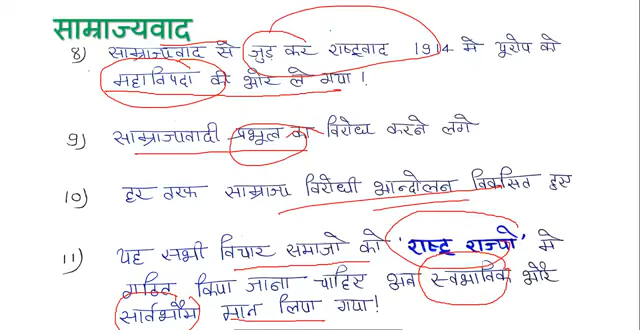 साम्राज्यवाद
8) साम्राज्यवाद से जुड़ कर राष्ट्रवाद 1914 मे यूरोप को
महाविपदा की ओर ले गया!
9) साम्राज्यवादी प्रभुत्व का विरोध करने लगे
10) हर तरफ साम्राज्य विरोधी आन्दोलन विकसित हुए
11) यह सभी विचार समाजो को 'राष्ट्र राज्यो' मे
गठित किया जाना चाहिए अब स्वभाविक और
सार्वभौम मान लिया गया!